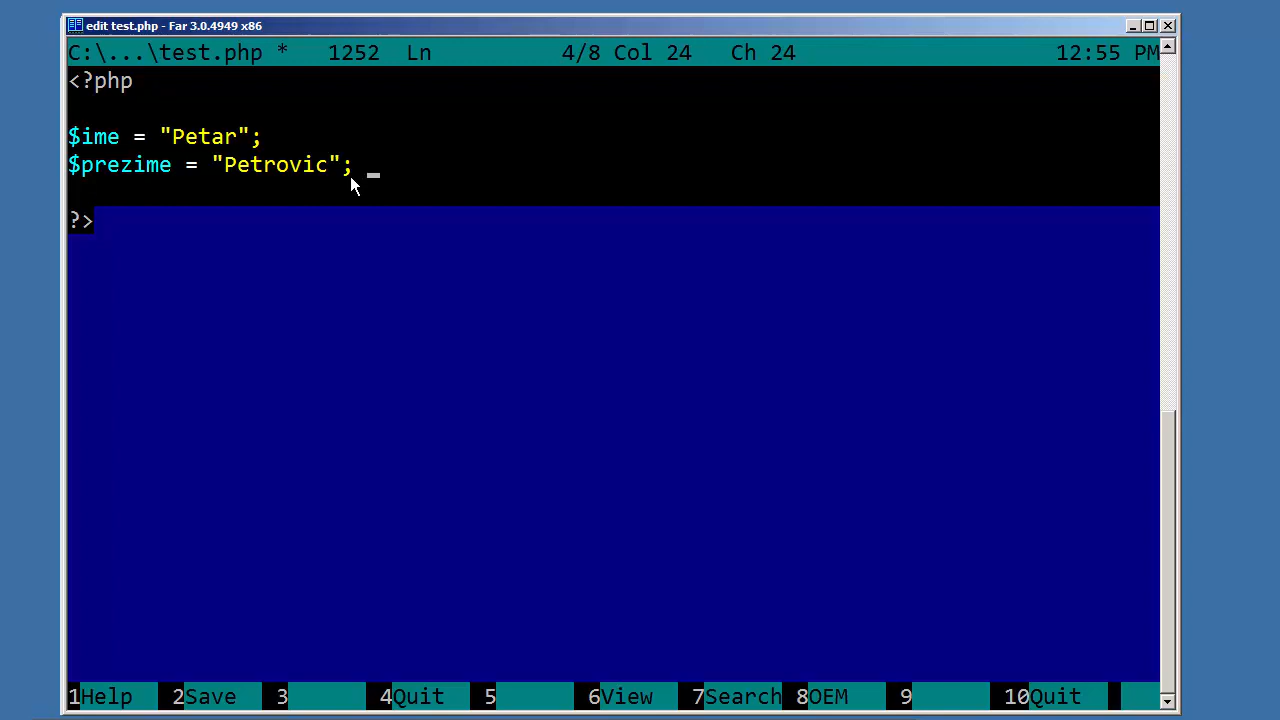 edit test.php - Far 3.0.4949 x86
C:\...\test.php * 1252 Ln 4/8 Col 24 Ch 24 12:55 PM
<?php
$ime = "Petar";
$prezime = "Petrovic";
?>
1Help 2Save 3 4Quit 5 6View 7Search 8OEM 9 10Quit